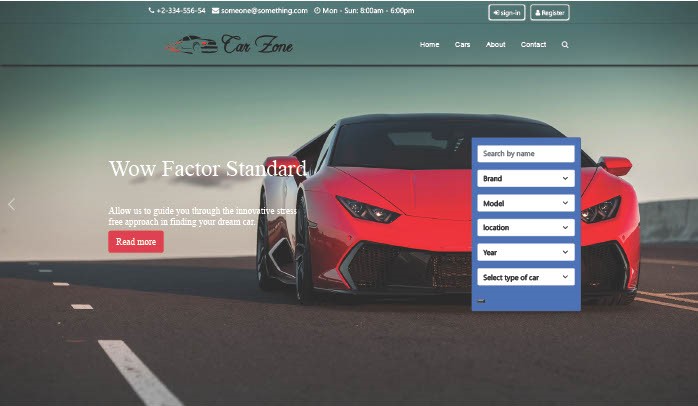 +2-334-556-54 someone@something.com Mon - Sun: 8:00am - 6:00pm sign-in Register
Car Zone Home Cars About Contact
Wow Factor Standard
Allow us to guide you through the innovative stress
free approach in finding your dream car.
Read more
Search by name
Brand
Model
location
Year
Select type of car